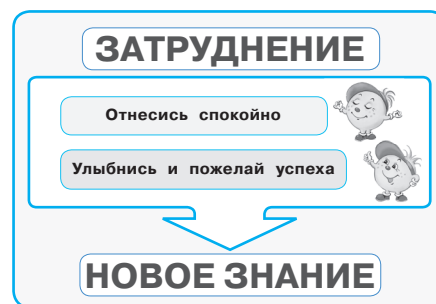 ЗАТРУДНЕНИЕ
Отнесись спокойно
Улыбнись и пожелай успеха
НОВОЕ ЗНАНИЕ